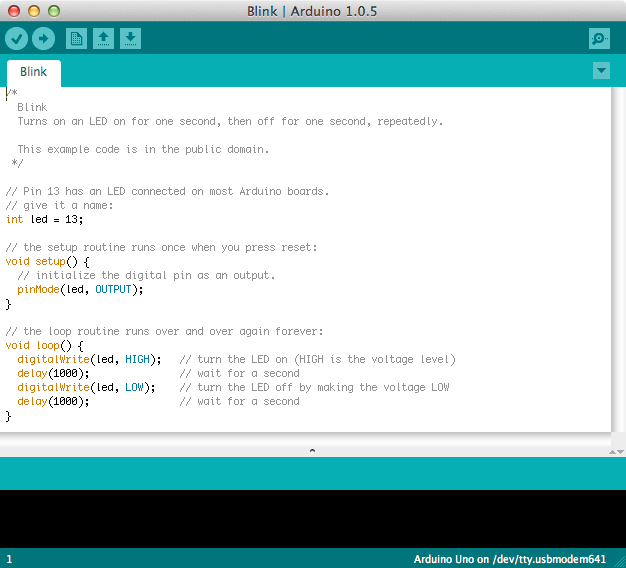 Blink | Arduino 1.0.5
Blink
/*
  Blink
  Turns on an LED on for one second, then off for one second, repeatedly.

  This example code is in the public domain.
 */

// Pin 13 has an LED connected on most Arduino boards.
// give it a name:
int led = 13;

// the setup routine runs once when you press reset:
void setup() {
  // initialize the digital pin as an output.
  pinMode(led, OUTPUT);
}

// the loop routine runs over and over again forever:
void loop() {
  digitalWrite(led, HIGH);   // turn the LED on (HIGH is the voltage level)
  delay(1000);               // wait for a second
  digitalWrite(led, LOW);    // turn the LED off by making the voltage LOW
  delay(1000);               // wait for a second
}
1
Arduino Uno on /dev/tty.usbmodem641